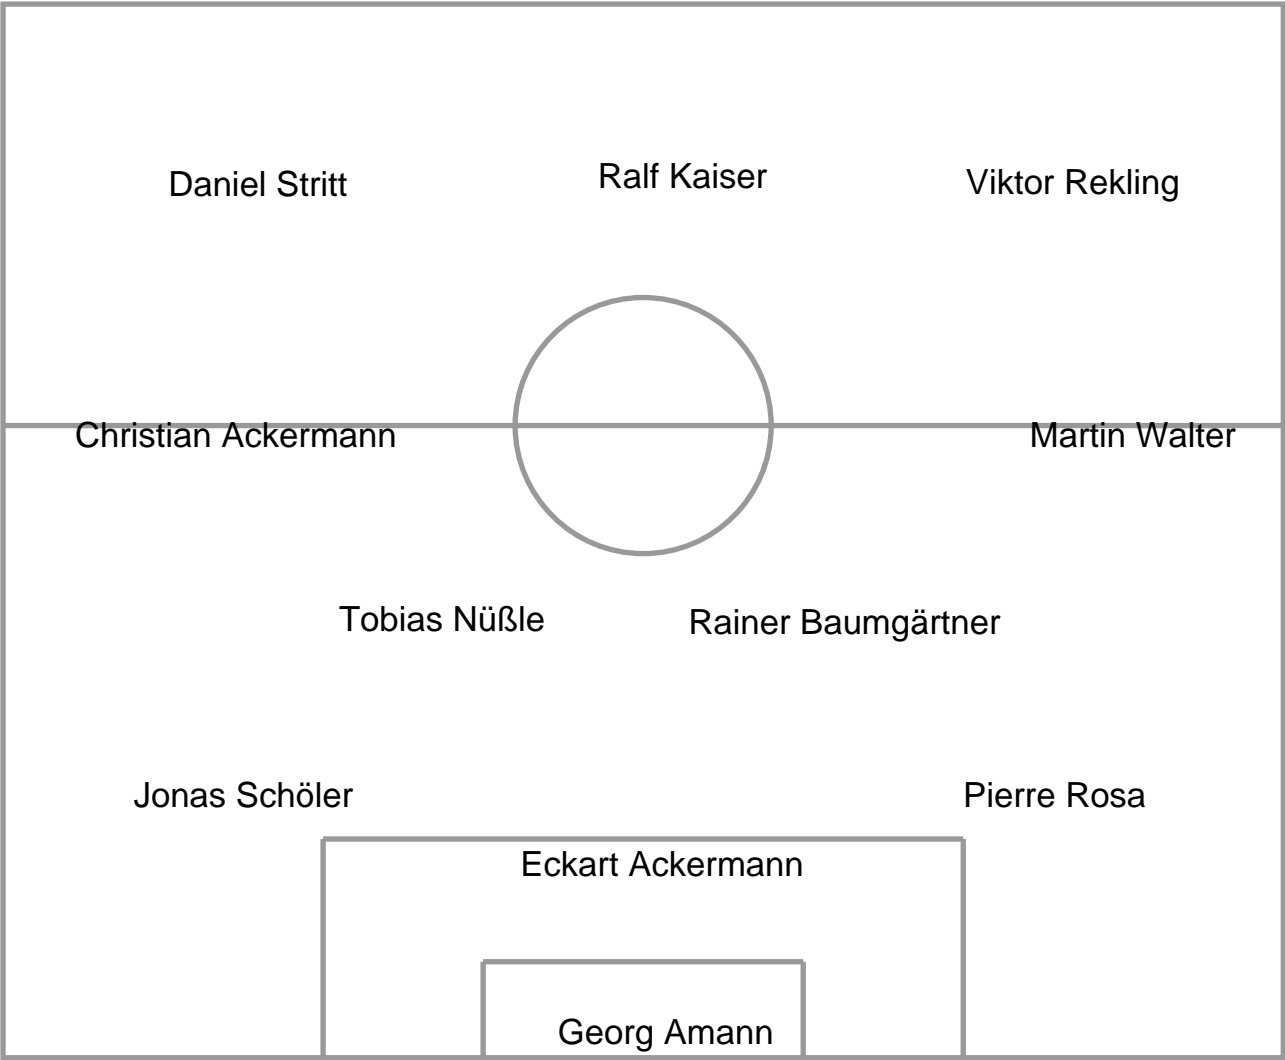 Daniel Stritt
Ralf Kaiser
Viktor Rekling
Christian Ackermann
Martin Walter
Tobias Nüßle
Rainer Baumgärtner
Jonas Schöler
Pierre Rosa
Eckart Ackermann
Georg Amann